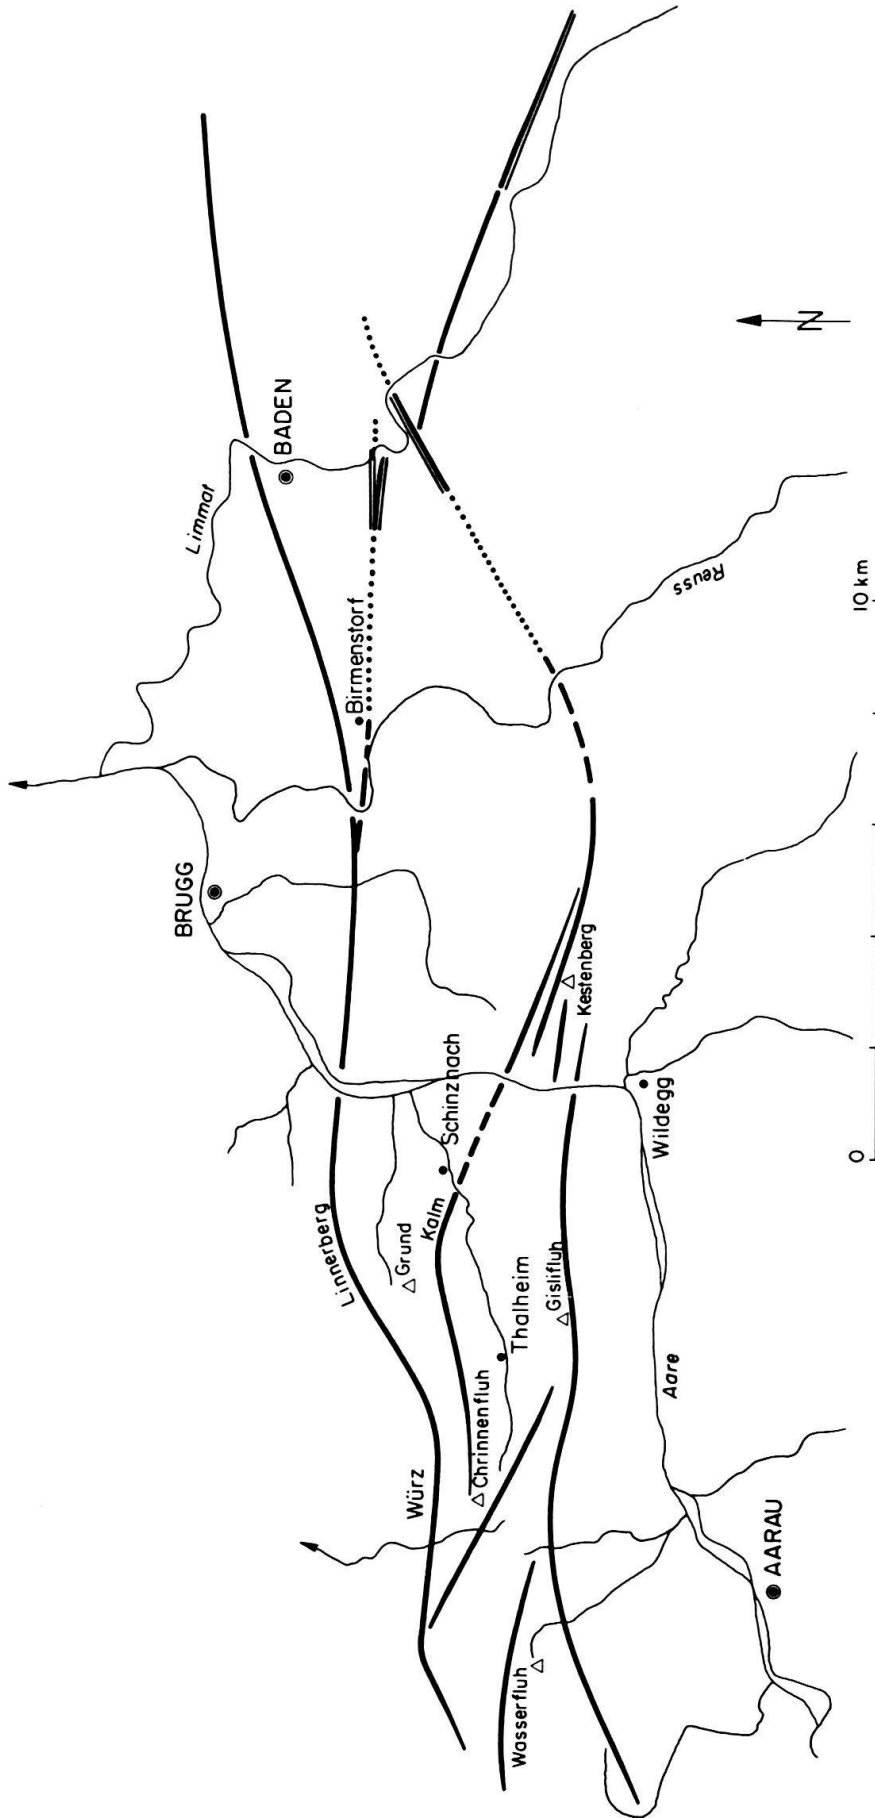 BRUGG
Limmat
BADEN
Birmenstorf
Linnerberg
Würz
Grund
Kalm
Schinznach
Chrinnenfluh
Thalheim
Gislifluh
Kestenberg
Wasserfluh
Reuss
Wildegg
Aare
AARAU
N
0
10 km